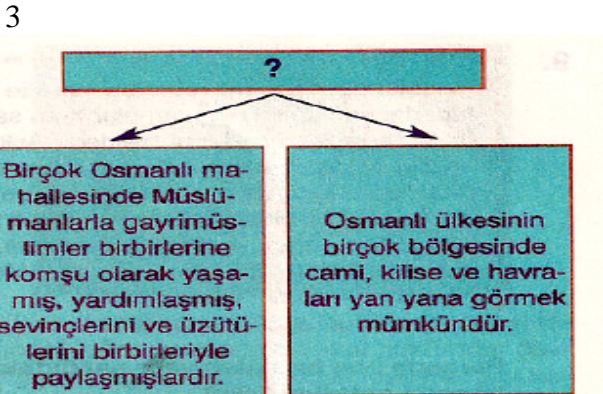 3
?
Birçok Osmanlı ma-
hallesinde Müslü-
manlarla gayrimüs-
limler birbirlerine
komşu olarak yaşa-
mış, yardımlaşmış,
sevinçlerini ve üzütü-
lerini birbirleriyle
paylaşmışlardır.
Osmanlı ülkesinin
birçok bölgesinde
cami, kilise ve havra-
ları yan yana görmek
mümkündür.